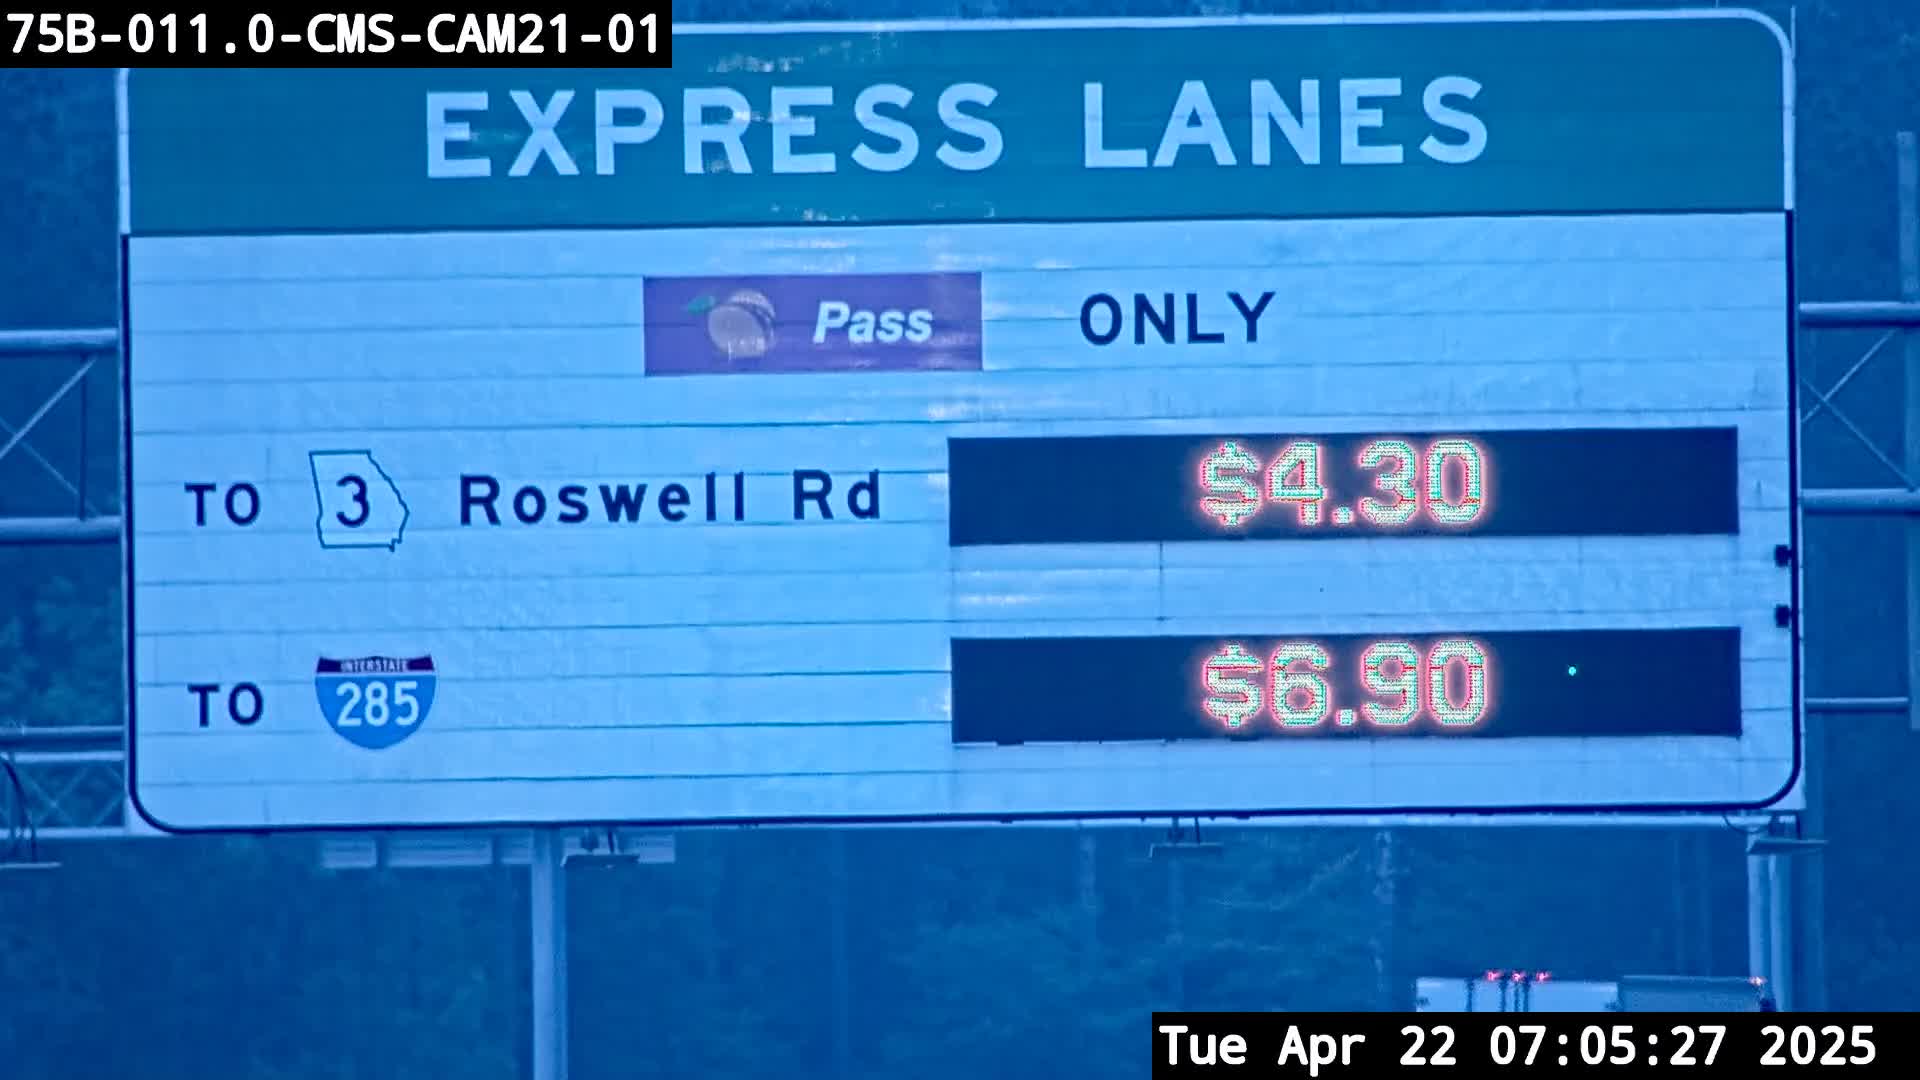 75B-011.0-CMS-CAM21-01
EXPRESS LANES
Pass ONLY
TO 3 Roswell Rd $4.30
INTERSTATE
TO 285 $6.90
Tue Apr 22 07:05:27 2025